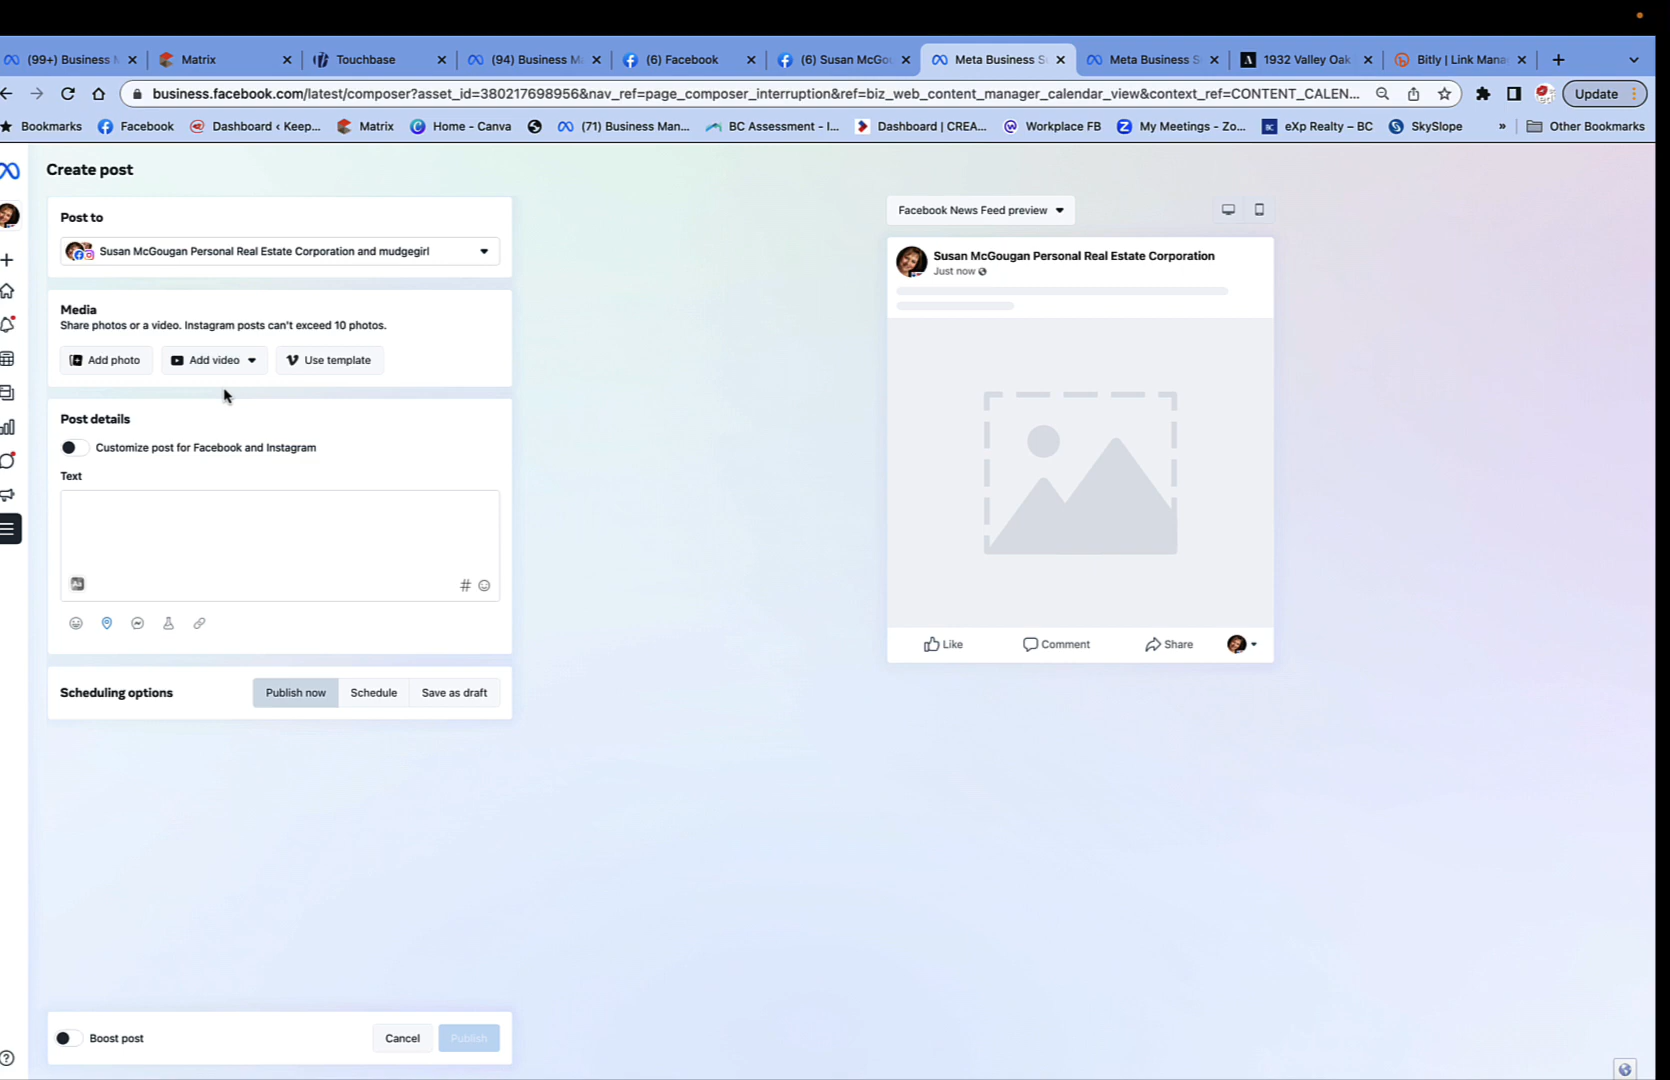 (99+) Business M
Matrix
Touchbase
(94) Business M
(6) Facebook
(6) Susan McGou
Meta Business S
Meta Business S
1932 Valley Oak
Bitly | Link Mana
business.facebook.com/latest/composer?asset_id=380217698956&nav_ref=page_composer_interruption&ref=biz_web_content_manager_calendar_view&context_ref=CONTENT_CALEN...
Update
Bookmarks
Facebook
Dashboard ‹ Keep...
Matrix
Home - Canva
(71) Business Man...
BC Assessment - I...
Dashboard | CREA...
Workplace FB
My Meetings - Zo...
eXp Realty – BC
SkySlope
»
Other Bookmarks
Create post
Post to
Susan McGougan Personal Real Estate Corporation and mudgegirl
Media
Share photos or a video. Instagram posts can't exceed 10 photos.
Add photo
Add video
Use template
Post details
Customize post for Facebook and Instagram
Text
Aa
#
Scheduling options
Publish now
Schedule
Save as draft
Boost post
Cancel
Publish
Facebook News Feed preview
Susan McGougan Personal Real Estate Corporation
Just now
Like
Comment
Share